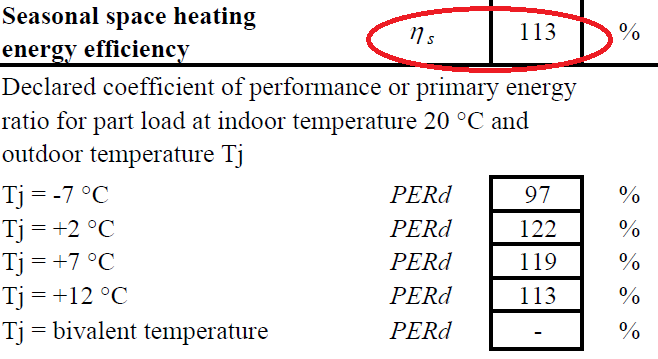 Seasonal space heating
energy efficiency ηs 113 %
Declared coefficient of performance or primary energy
ratio for part load at indoor temperature 20 °C and
outdoor temperature Tj
Tj = -7 °C PERd 97 %
Tj = +2 °C PERd 122 %
Tj = +7 °C PERd 119 %
Tj = +12 °C PERd 113 %
Tj = bivalent temperature PERd - %